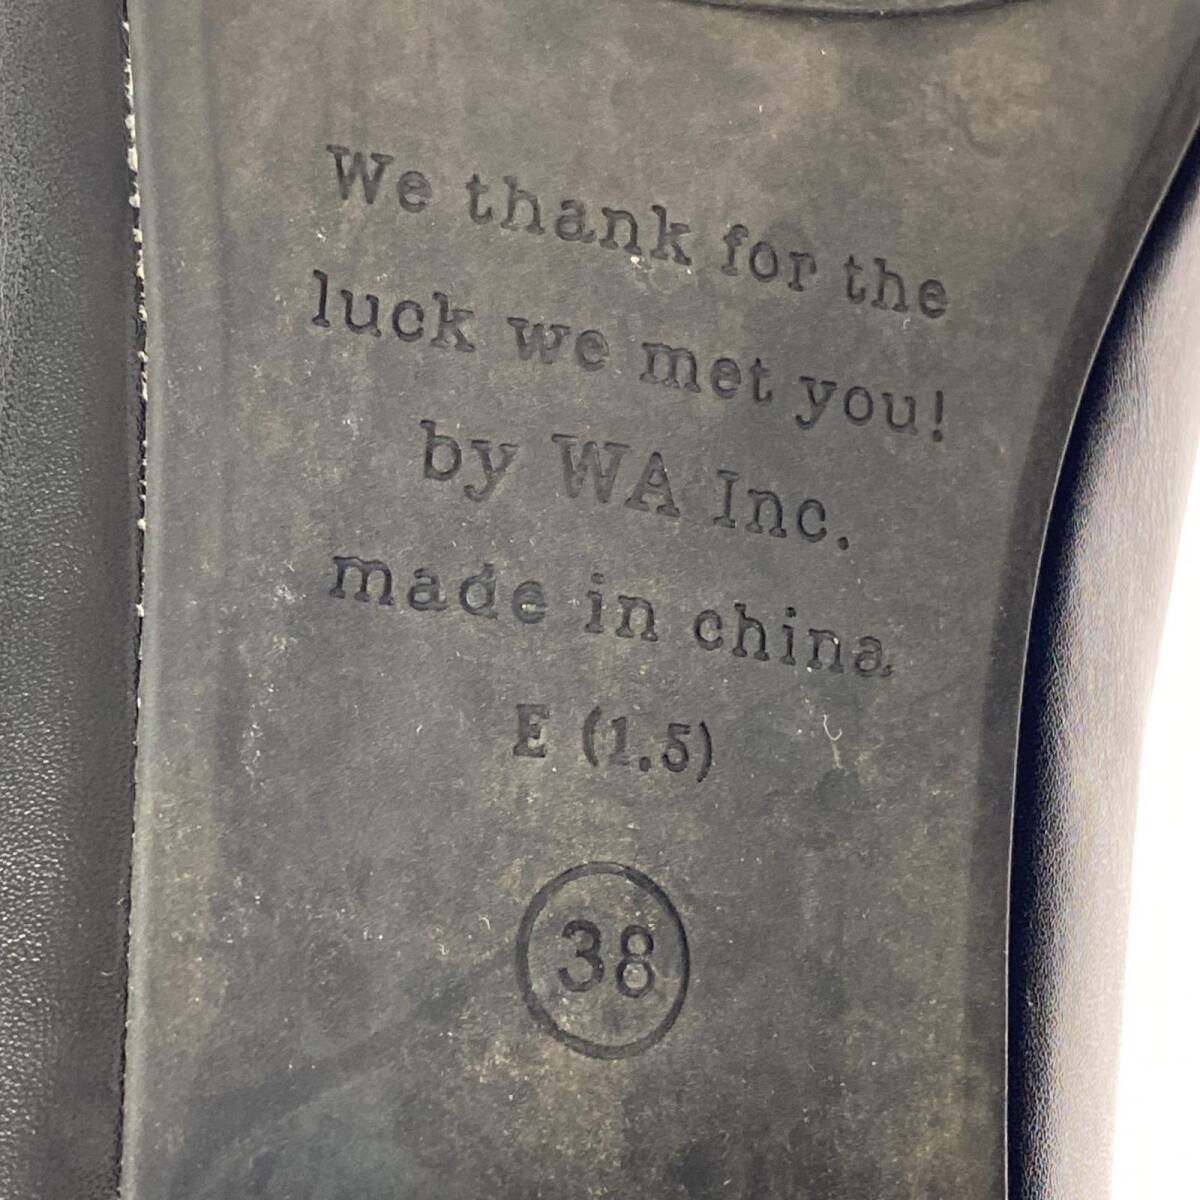 We thank for the
luck we met you!
by WA Inc.
made in china
E (1.5)
38